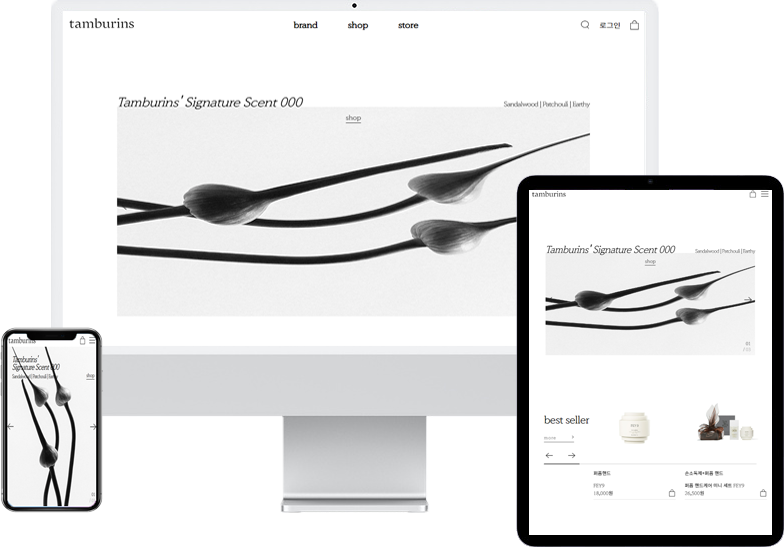 tamburins
brand shop store
로그인
Tamburins' Signature Scent 000
Sandalwood | Patchouli | Earthy
shop
tamburins
Tamburins' Signature Scent 000
Sandalwood | Patchouli | Earthy
shop
best seller
more
퍼퓸핸드
FEY9
18,000원
손소독제+퍼퓸 핸드
퍼퓸 핸드케어 미니 세트 FEY9
26,500원
tamburins
Tamburins'
Signature Scent 000
Sandalwood | Patchouli | Earthy
shop